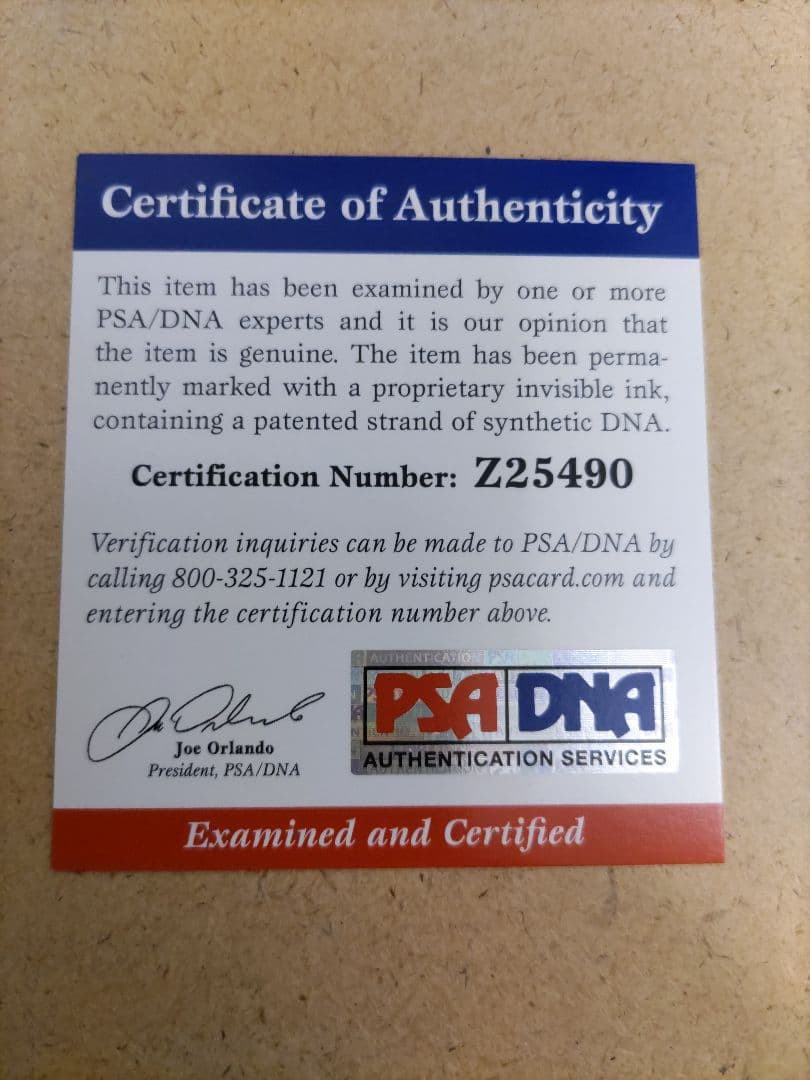 Certificate of Authenticity
This item has been examined by one or more
PSA/DNA experts and it is our opinion that
the item is genuine. The item has been perma-
nently marked with a proprietary invisible ink,
containing a patented strand of synthetic DNA.
Certification Number: Z25490
Verification inquiries can be made to PSA/DNA by
calling 800-325-1121 or by visiting psacard.com and
entering the certification number above.
Joe Orlando
President, PSA/DNA
AUTHENTICATION
PSA DNA
AUTHENTICATION SERVICES
Examined and Certified